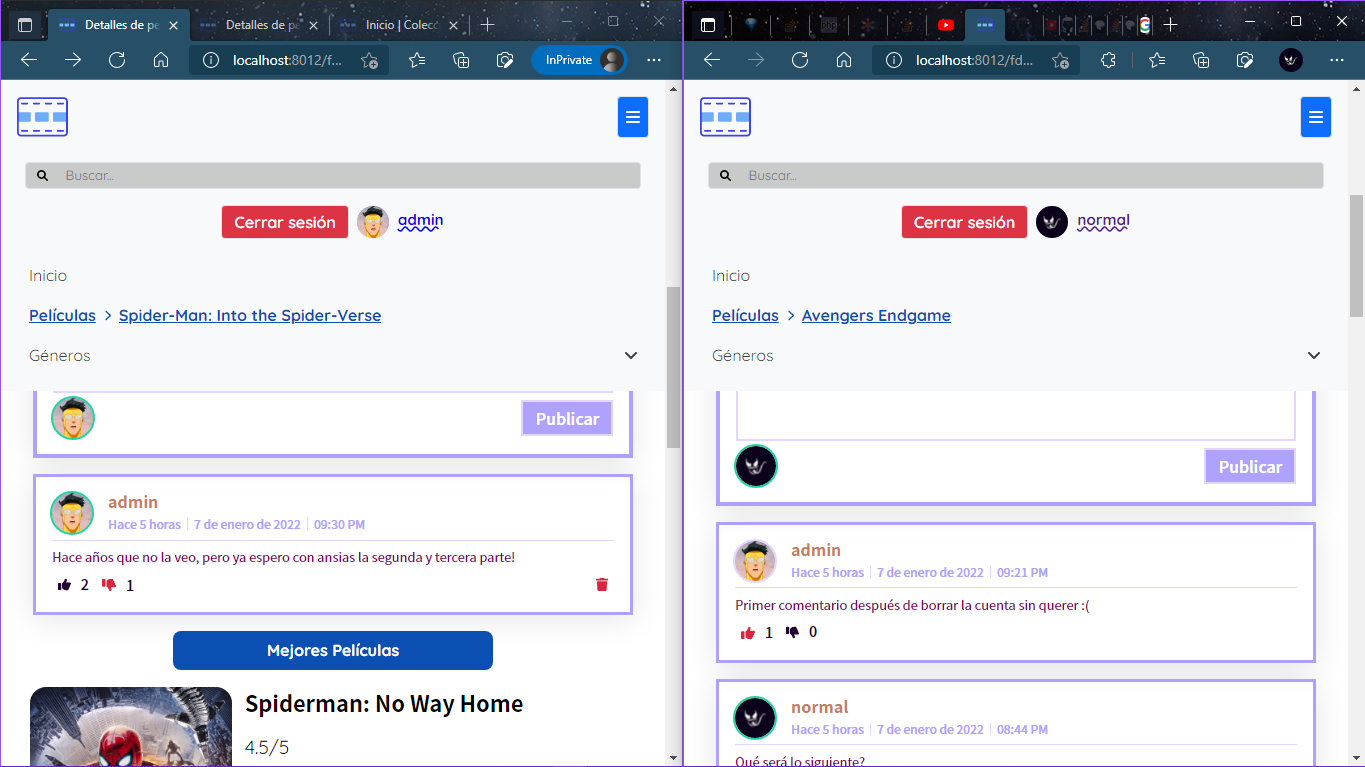 Detalles de pe
Detalles de pe
Inicio | Colecc
localhost:8012/f...
InPrivate
Buscar...
Cerrar sesión
admin
Inicio
Películas > Spider-Man: Into the Spider-Verse
Géneros
Publicar
admin
Hace 5 horas | 7 de enero de 2022 | 09:30 PM
Hace años que no la veo, pero ya espero con ansias la segunda y tercera parte!
2 1
Mejores Películas
Spiderman: No Way Home
4.5/5
localhost:8012/fd...
Buscar...
Cerrar sesión
normal
Inicio
Películas > Avengers Endgame
Géneros
Publicar
admin
Hace 5 horas | 7 de enero de 2022 | 09:21 PM
Primer comentario después de borrar la cuenta sin querer :(
1 0
normal
Hace 5 horas | 7 de enero de 2022 | 08:44 PM
Qué será lo siguiente?